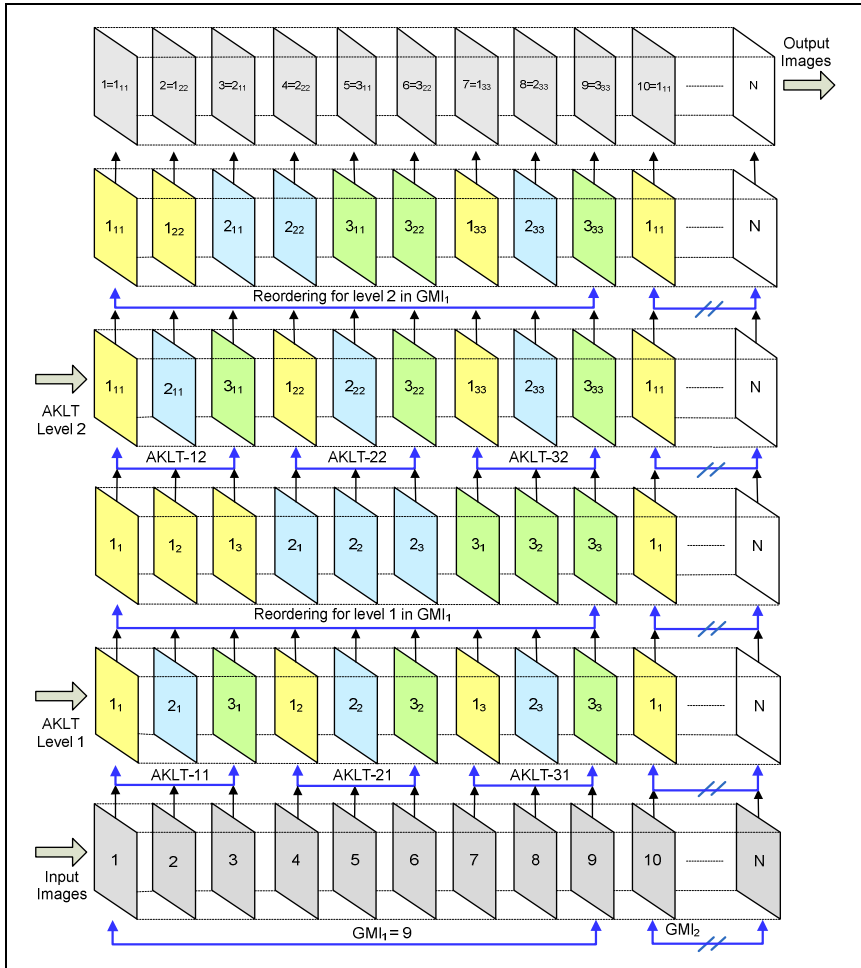 1=1₁₁ 2=1₂₂ 3=2₁₁ 4=2₂₂ 5=3₁₁ 6=3₂₂ 7=1₃₃ 8=2₃₃ 9=3₃₃ 10=1₁₁ N
Output
Images
1₁₁ 1₂₂ 2₁₁ 2₂₂ 3₁₁ 3₂₂ 1₃₃ 2₃₃ 3₃₃ 1₁₁ N
Reordering for level 2 in GMI₁
1₁₁ 2₁₁ 3₁₁ 1₂₂ 2₂₂ 3₂₂ 1₃₃ 2₃₃ 3₃₃ 1₁₁ N
AKLT
Level 2
AKLT-12 AKLT-22 AKLT-32
1₁ 1₂ 1₃ 2₁ 2₂ 2₃ 3₁ 3₂ 3₃ 1₁ N
Reordering for level 1 in GMI₁
1₁ 2₁ 3₁ 1₂ 2₂ 3₂ 1₃ 2₃ 3₃ 1₁ N
AKLT
Level 1
AKLT-11 AKLT-21 AKLT-31
1 2 3 4 5 6 7 8 9 10 N
Input
Images
GMI₁ = 9
GMI₂